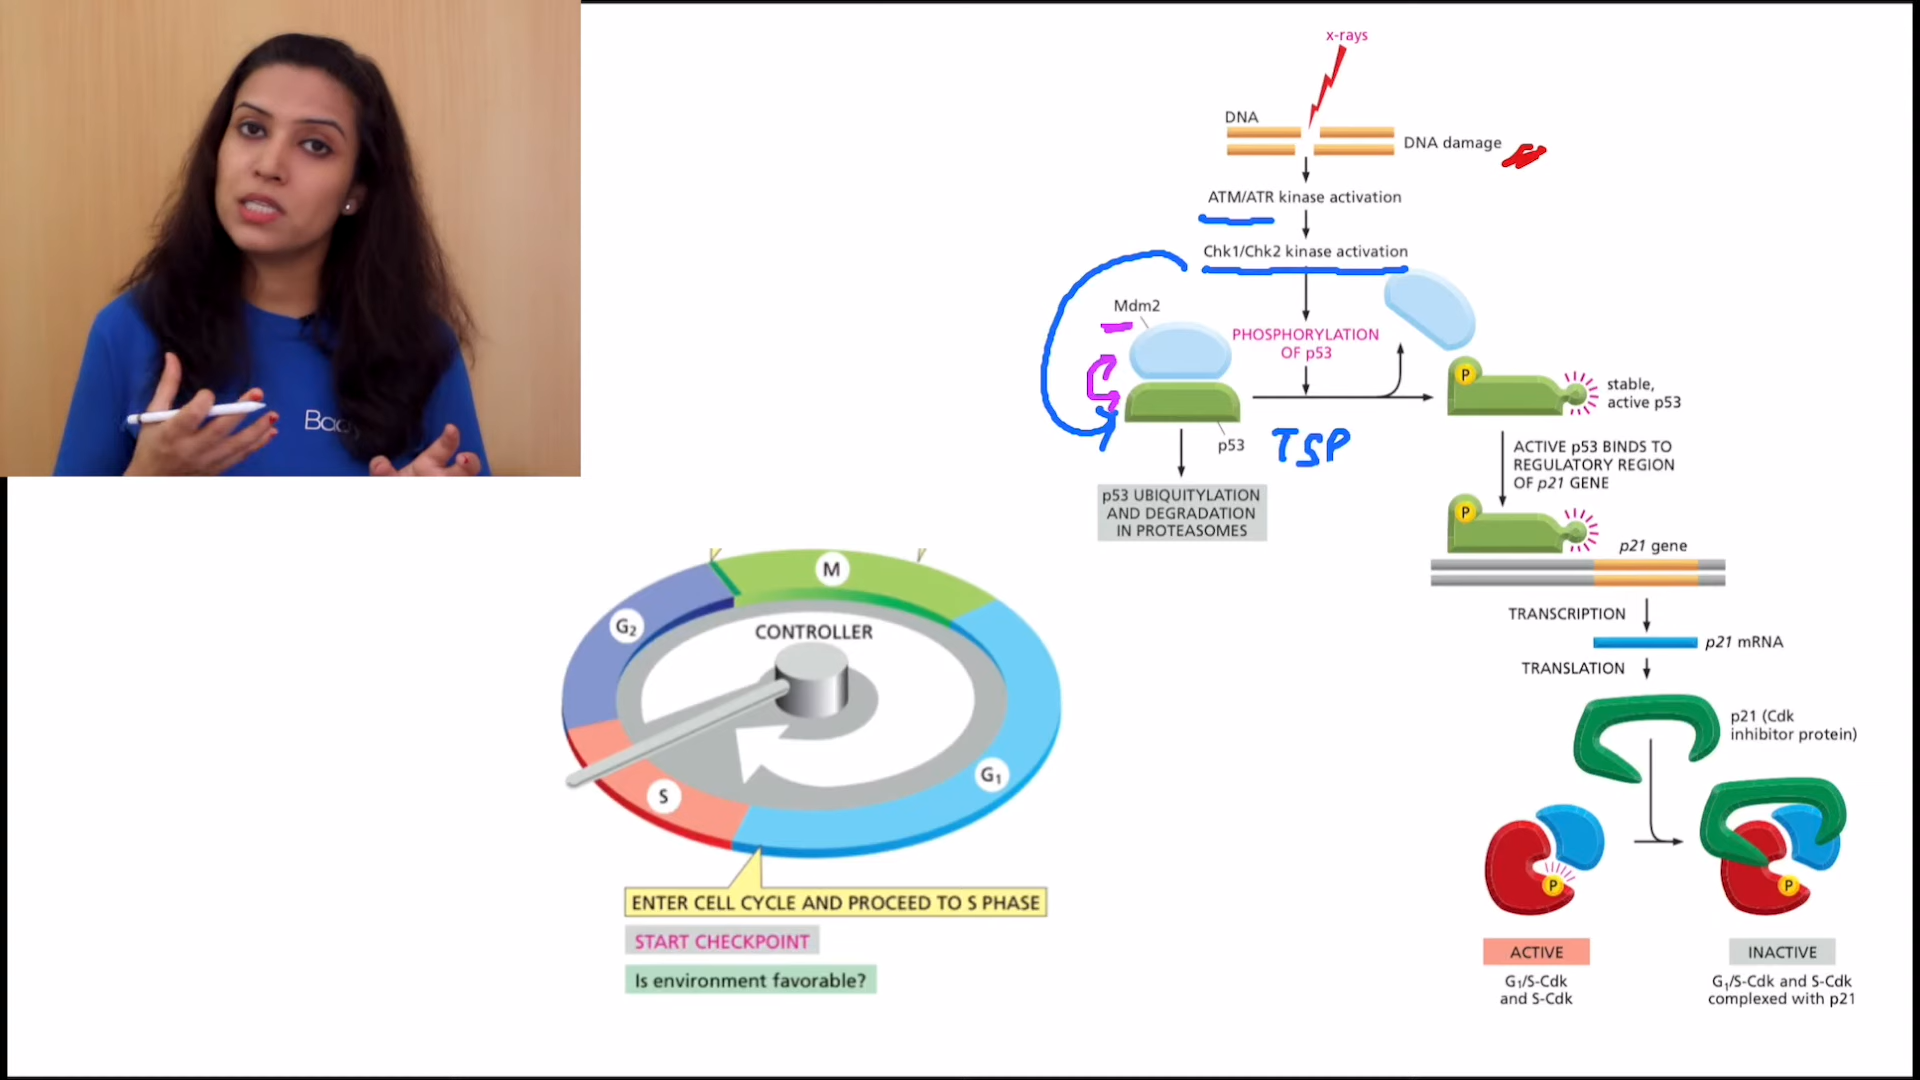 x-rays
DNA
DNA damage
ATM/ATR kinase activation
Chk1/Chk2 kinase activation
Mdm2
PHOSPHORYLATION
OF p53
P
stable,
active p53
p53
TSP
ACTIVE p53 BINDS TO
REGULATORY REGION
OF p21 GENE
p53 UBIQUITYLATION
AND DEGRADATION
IN PROTEASOMES
P
p21 gene
TRANSCRIPTION
p21 mRNA
TRANSLATION
p21 (Cdk
inhibitor protein)
P
P
ACTIVE
G1/S-Cdk
and S-Cdk
INACTIVE
G1/S-Cdk and S-Cdk
complexed with p21
M
G2
CONTROLLER
G1
S
ENTER CELL CYCLE AND PROCEED TO S PHASE
START CHECKPOINT
Is environment favorable?